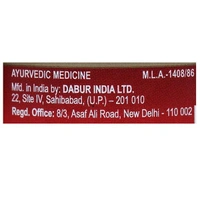 AYURVEDIC MEDICINE M.L.A.-1408/86
Mfd. in India by: DABUR INDIA LTD.
22, Site IV, Sahibabad, (U.P.) – 201 010
Regd. Office: 8/3, Asaf Ali Road, New Delhi - 110 002